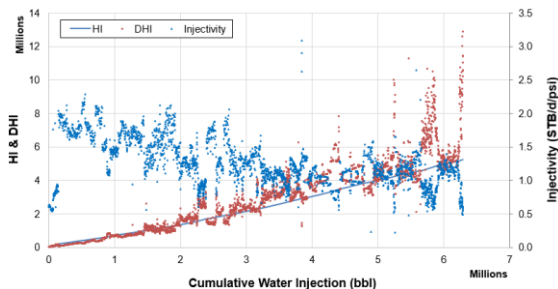 14 3.5
HI DHI Injectivity
Millions
12 3.0
10 2.5
8 2.0
6 1.5
4 1.0
2 0.5
0 0.0
HI & DHI
Injectivity (STB/d/psi)
0 1 2 3 4 5 6 7
Millions
Cumulative Water Injection (bbl)